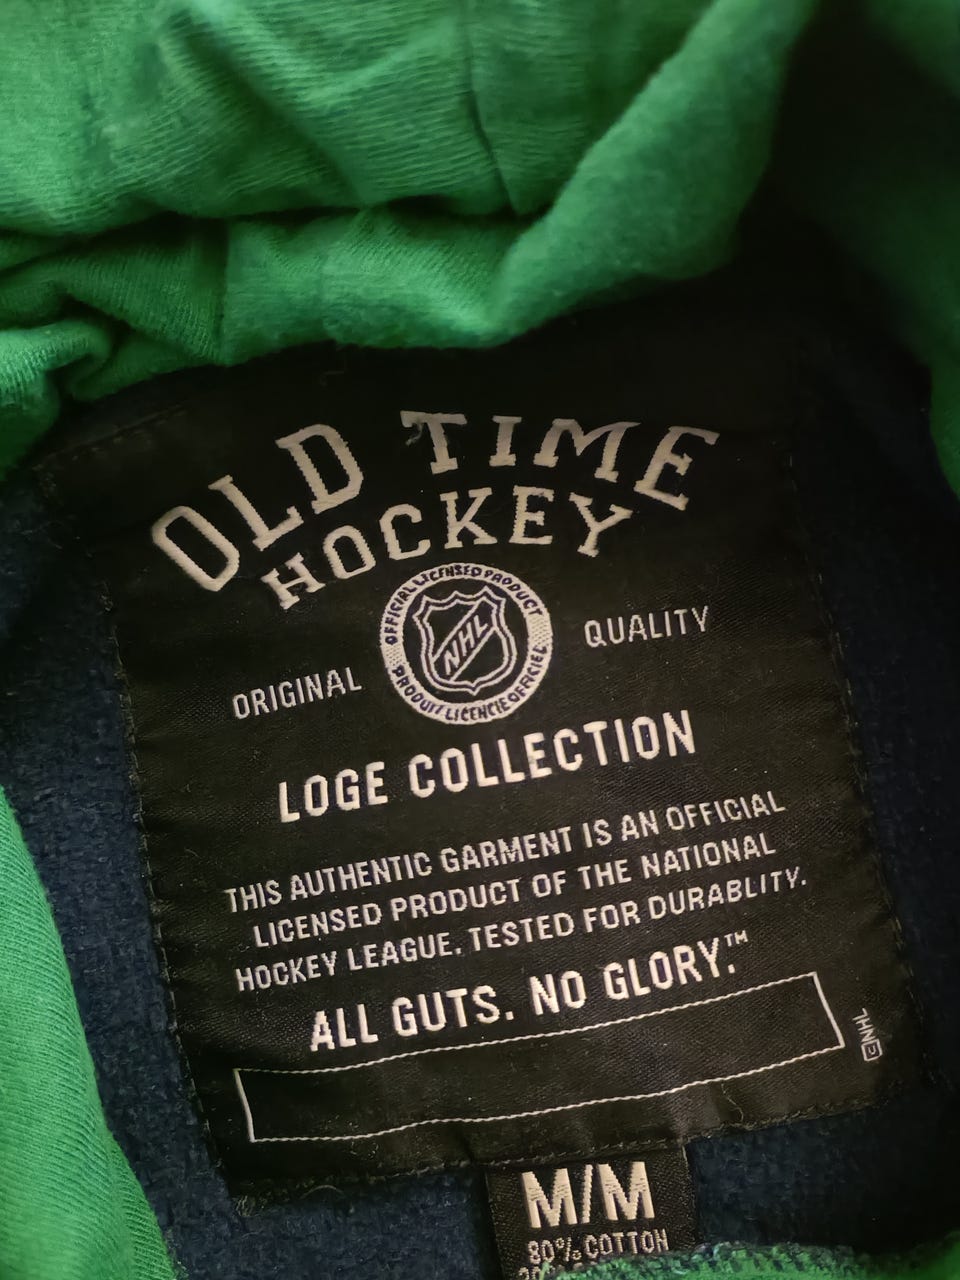 OLD TIME
HOCKEY
OFFICIAL LICENSED PRODUCT
NHL
PRODUIT LICENCIE OFFICIEL
ORIGINAL
QUALITY
LOGE COLLECTION
THIS AUTHENTIC GARMENT IS AN OFFICIAL
LICENSED PRODUCT OF THE NATIONAL
HOCKEY LEAGUE. TESTED FOR DURABLITY.
ALL GUTS. NO GLORY.™
NHL
M/M
80% COTTON